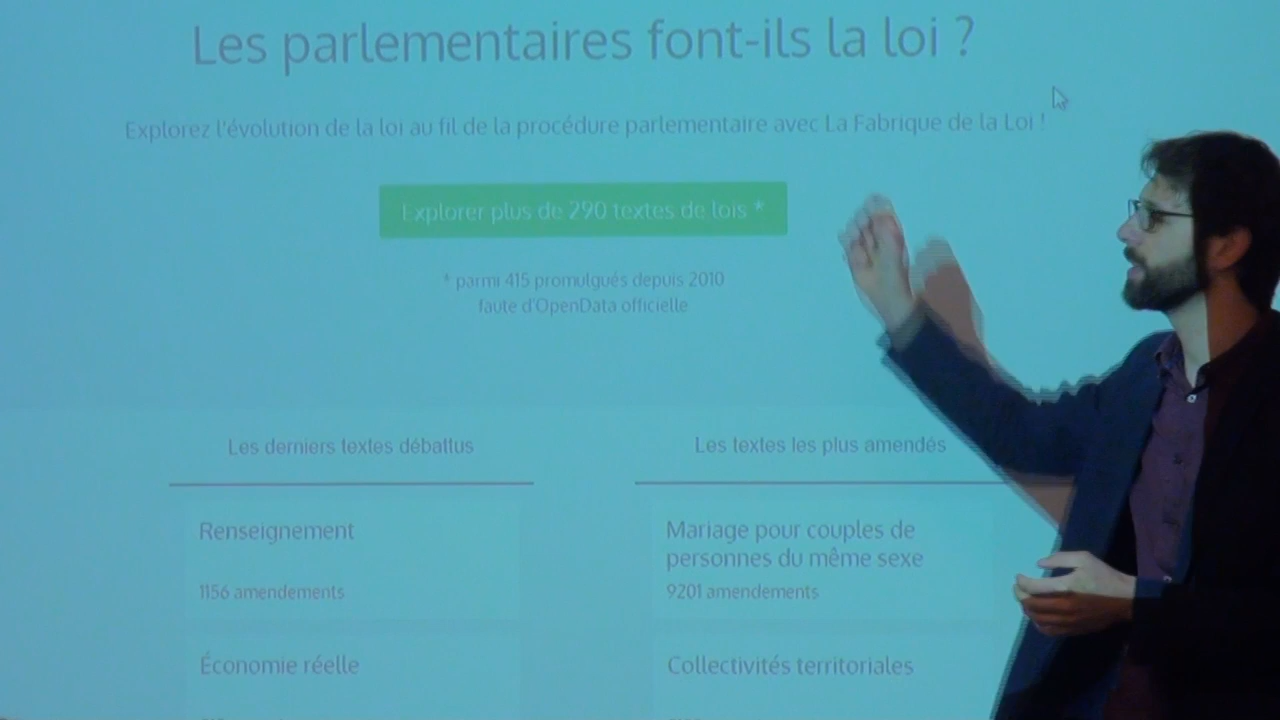 Les parlementaires font-ils la loi ?
Explorez l'évolution de la loi au fil de la procédure parlementaire avec La Fabrique de la Loi !
Explorer plus de 290 textes de lois *
* parmi 415 promulgués depuis 2010
faute d'OpenData officielle
Les derniers textes débattus
Renseignement
1156 amendements
Économie réelle
Les textes les plus amendés
Mariage pour couples de
personnes du même sexe
9201 amendements
Collectivités territoriales